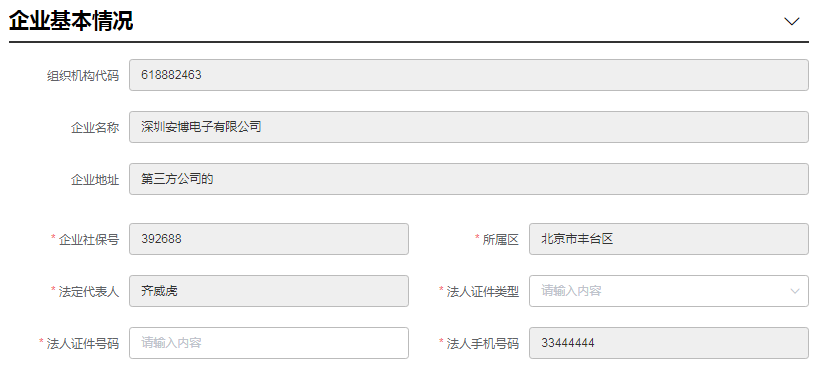 企业基本情况
组织机构代码 618882463
企业名称 深圳安博电子有限公司
企业地址 第三方公司的
* 企业社保号 392688 * 所属区 北京市丰台区
* 法定代表人 齐威虎 * 法人证件类型 请输入内容
* 法人证件号码 请输入内容 * 法人手机号码 33444444